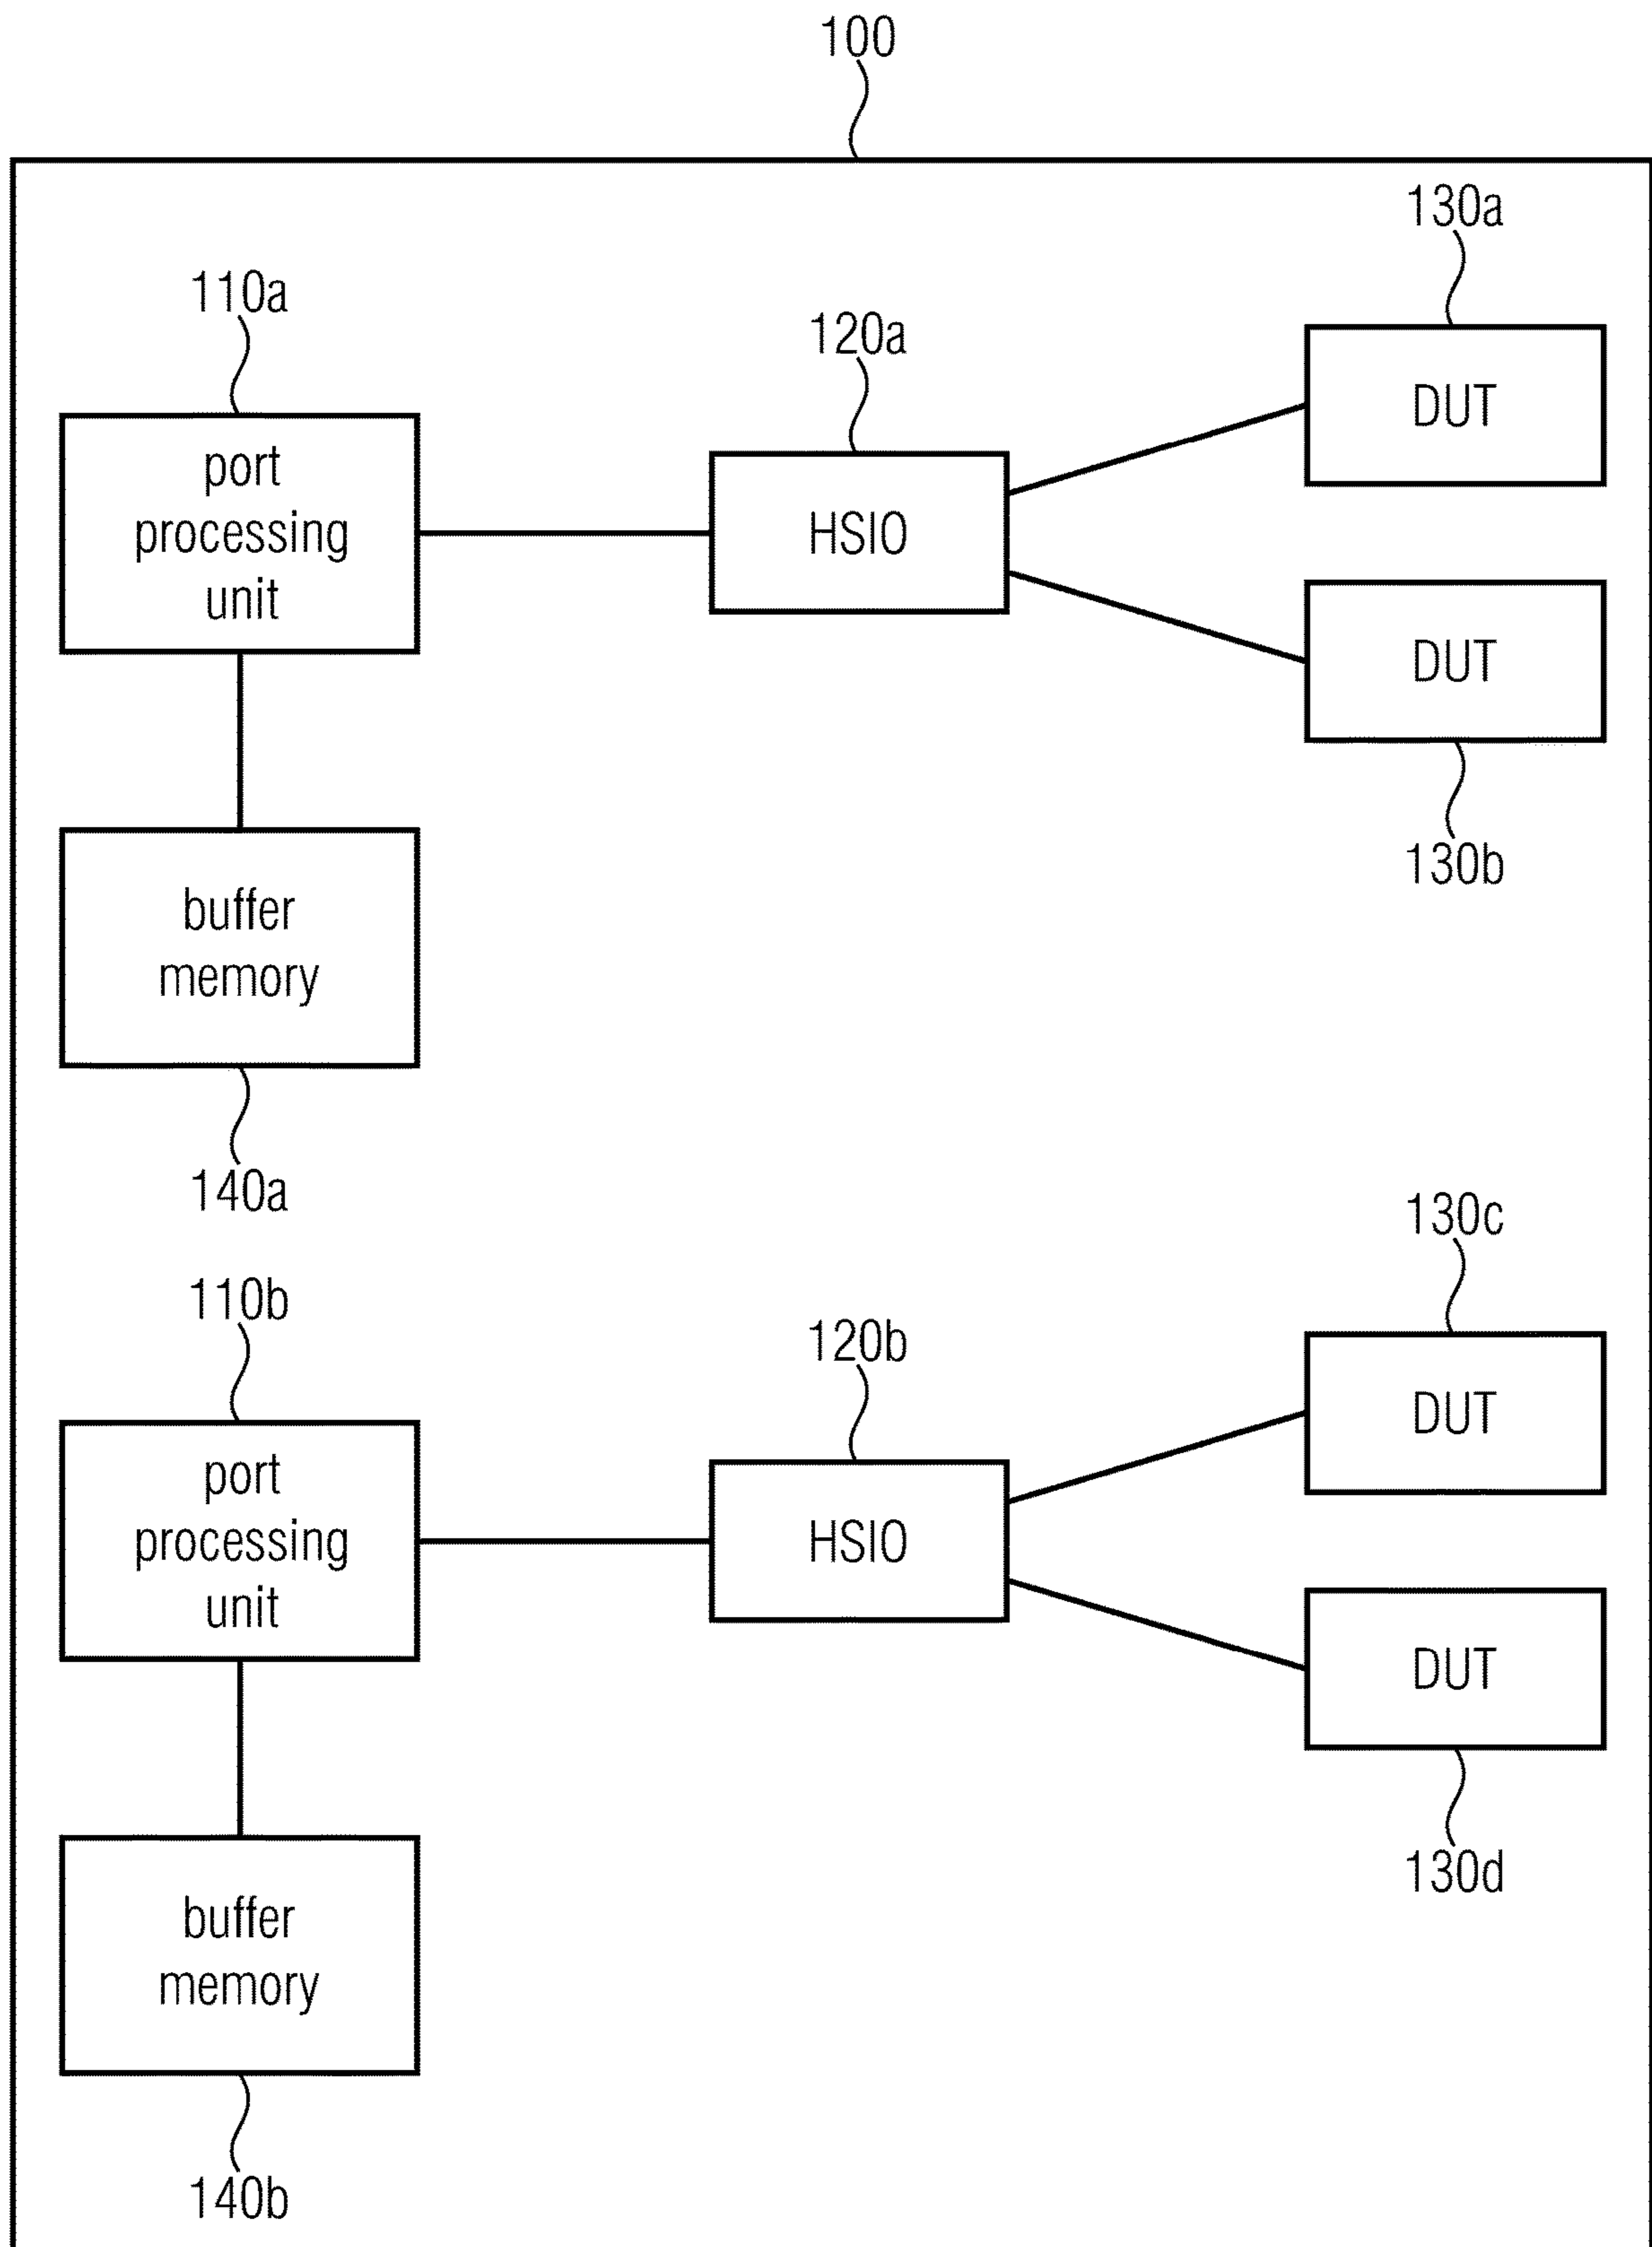 100
130a
110a
120a
DUT
port
processing
unit
HSIO
DUT
130b
buffer
memory
140a
130c
110b
120b
DUT
port
processing
unit
HSIO
DUT
130d
buffer
memory
140b